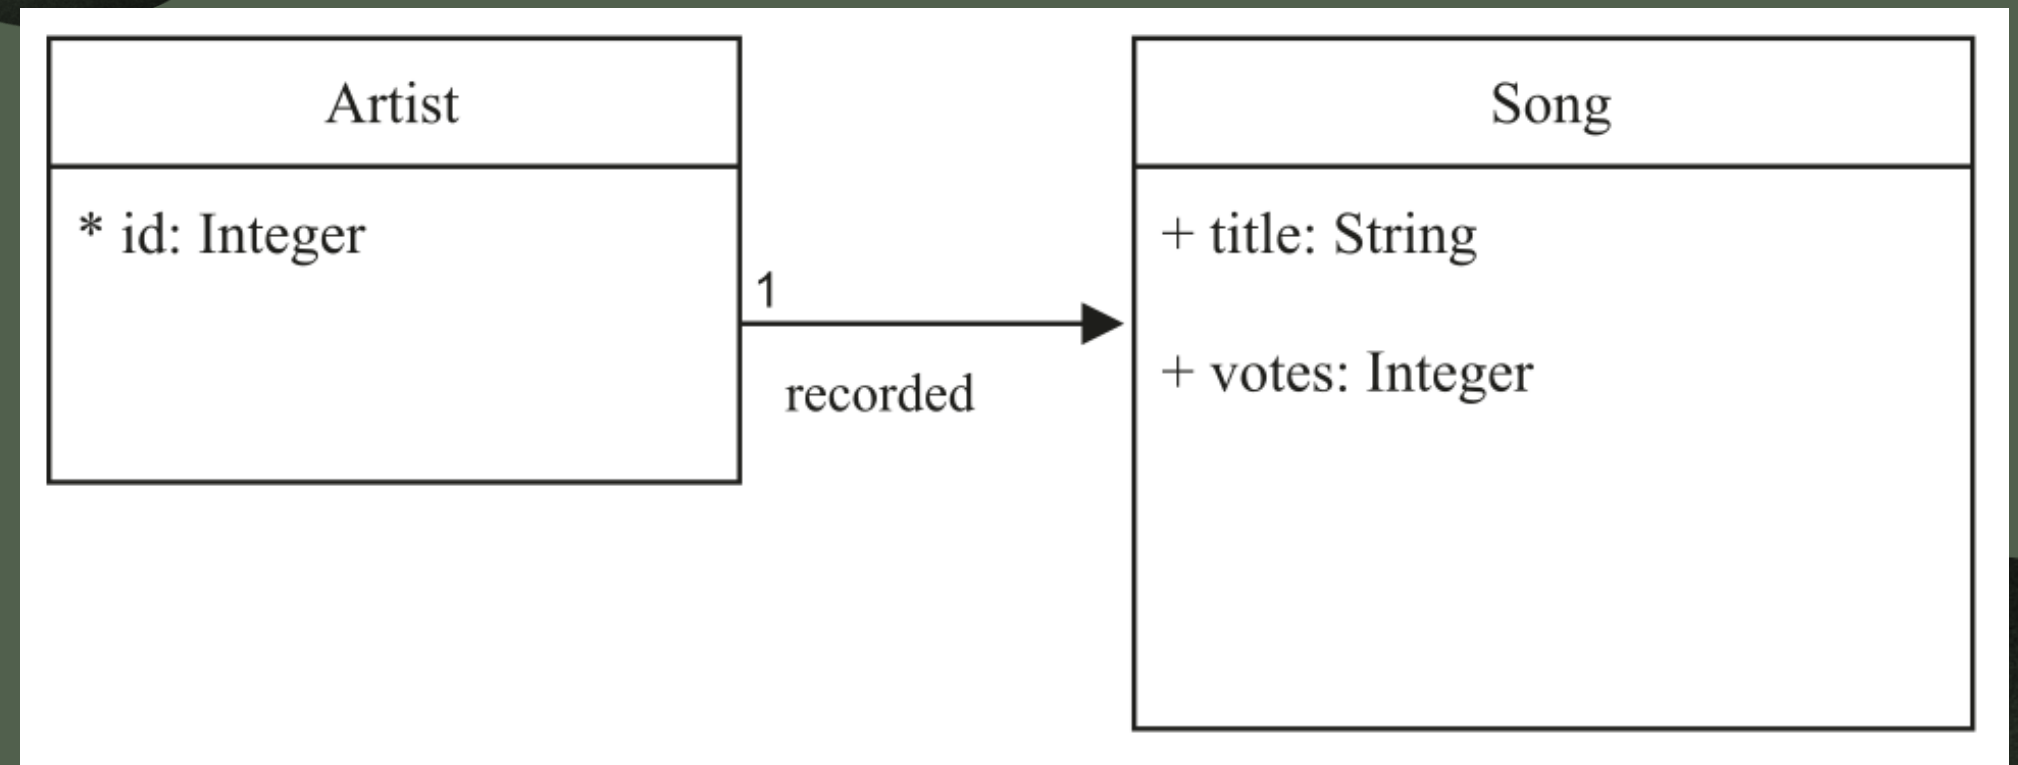 Artist
* id: Integer
1
recorded
Song
+ title: String
+ votes: Integer